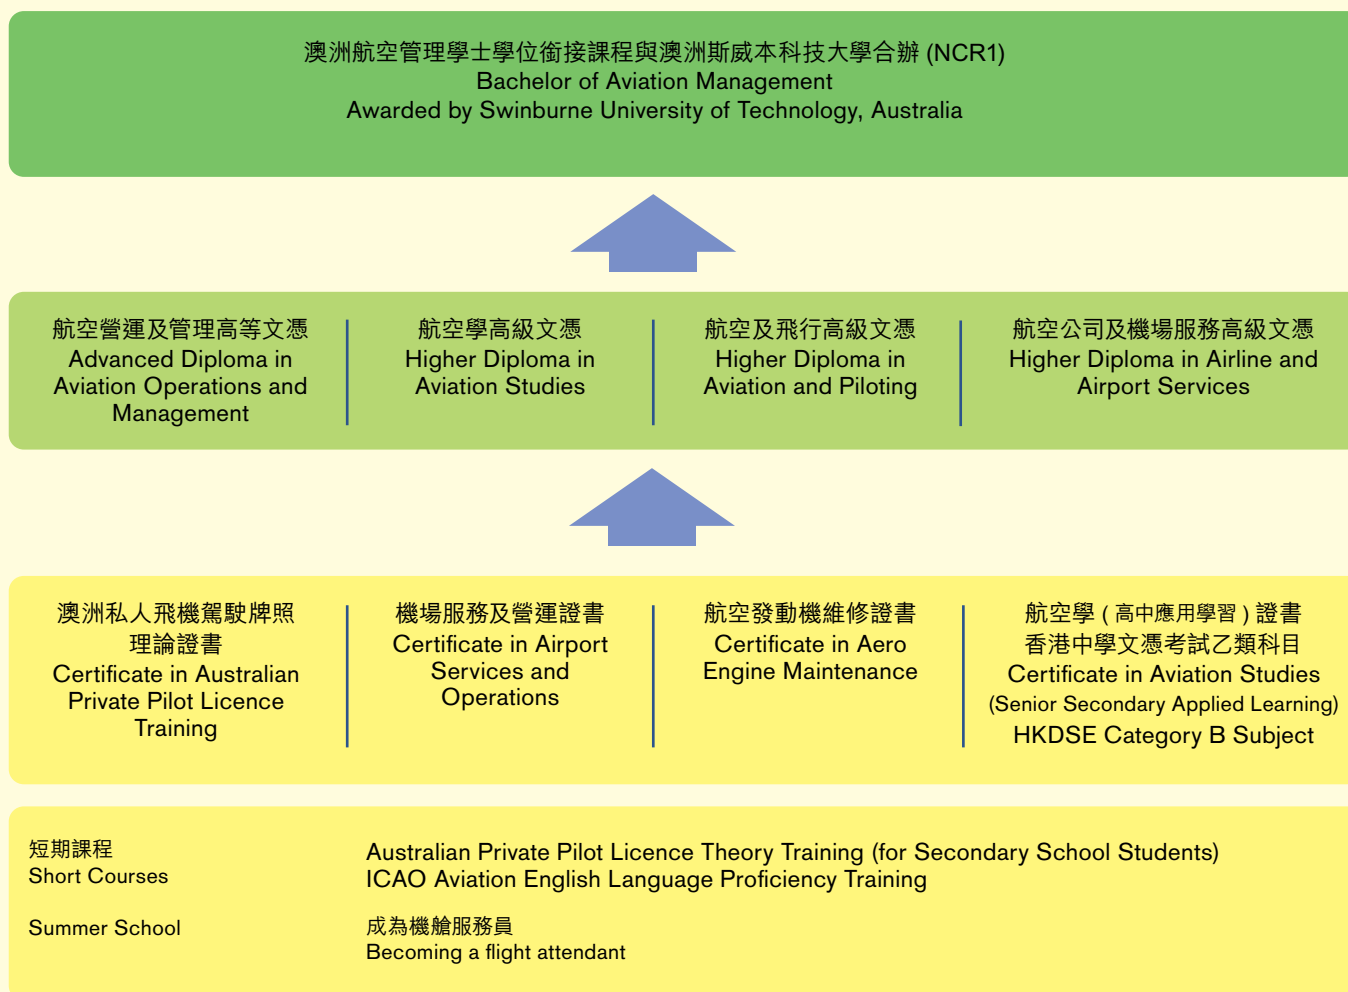 澳洲航空管理學士學位銜接課程與澳洲斯威本科技大學合辦 (NCR1)
Bachelor of Aviation Management
Awarded by Swinburne University of Technology, Australia
航空營運及管理高等文憑
Advanced Diploma in
Aviation Operations and
Management
航空學高級文憑
Higher Diploma in
Aviation Studies
航空及飛行高級文憑
Higher Diploma in
Aviation and Piloting
航空公司及機場服務高級文憑
Higher Diploma in Airline and
Airport Services
澳洲私人飛機駕駛牌照
理論證書
Certificate in Australian
Private Pilot Licence
Training
機場服務及營運證書
Certificate in Airport
Services and
Operations
航空發動機維修證書
Certificate in Aero
Engine Maintenance
航空學 ( 高中應用學習 ) 證書
香港中學文憑考試乙類科目
Certificate in Aviation Studies
(Senior Secondary Applied Learning)
HKDSE Category B Subject
短期課程
Short Courses
Australian Private Pilot Licence Theory Training (for Secondary School Students)
ICAO Aviation English Language Proficiency Training
Summer School
成為機艙服務員
Becoming a flight attendant